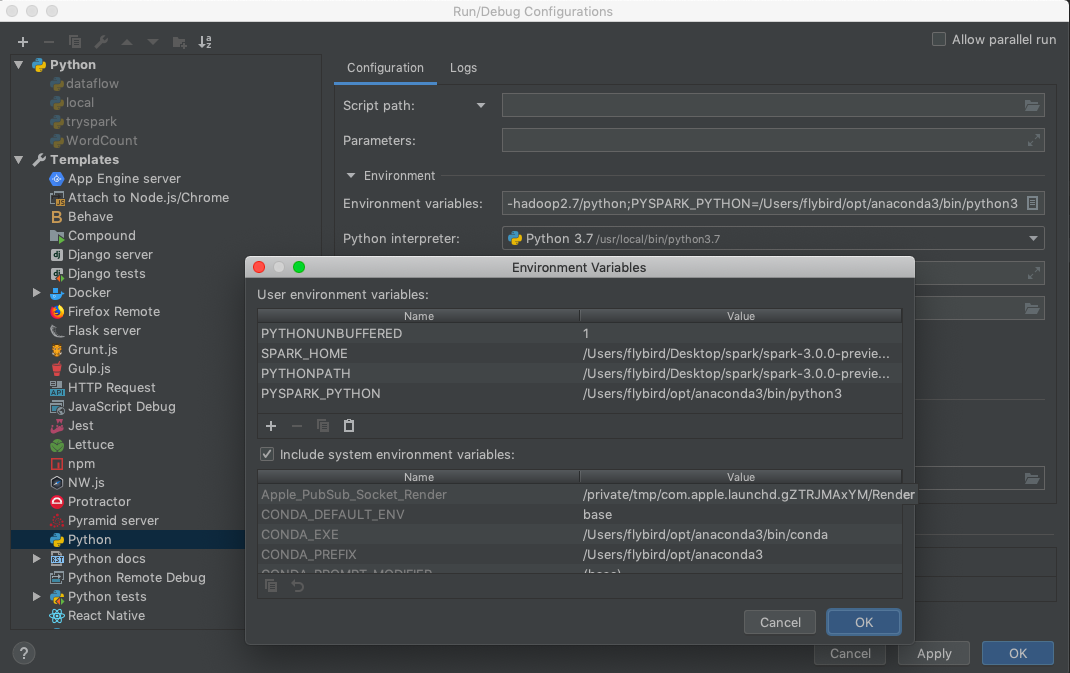 Run/Debug Configurations
Allow parallel run
Python
dataflow
local
tryspark
WordCount
Templates
App Engine server
Attach to Node.js/Chrome
Behave
Compound
Django server
Django tests
Docker
Firefox Remote
Flask server
Grunt.js
Gulp.js
HTTP Request
JavaScript Debug
Jest
Lettuce
npm
NW.js
Protractor
Pyramid server
Python
Python docs
Python Remote Debug
Python tests
React Native
Configuration Logs
Script path:
Parameters:
Environment
Environment variables: -hadoop2.7/python;PYSPARK_PYTHON=/Users/flybird/opt/anaconda3/bin/python3
Python interpreter: Python 3.7 /usr/local/bin/python3.7
Environment Variables
User environment variables:
Name Value
PYTHONUNBUFFERED 1
SPARK_HOME /Users/flybird/Desktop/spark/spark-3.0.0-previe...
PYTHONPATH /Users/flybird/Desktop/spark/spark-3.0.0-previe...
PYSPARK_PYTHON /Users/flybird/opt/anaconda3/bin/python3
Include system environment variables:
Name Value
Apple_PubSub_Socket_Render /private/tmp/com.apple.launchd.gZTRJMAxYM/Render
CONDA_DEFAULT_ENV base
CONDA_EXE /Users/flybird/opt/anaconda3/bin/conda
CONDA_PREFIX /Users/flybird/opt/anaconda3
CONDA_PROMPT_MODIFIER (base)
Cancel OK
? Cancel Apply OK